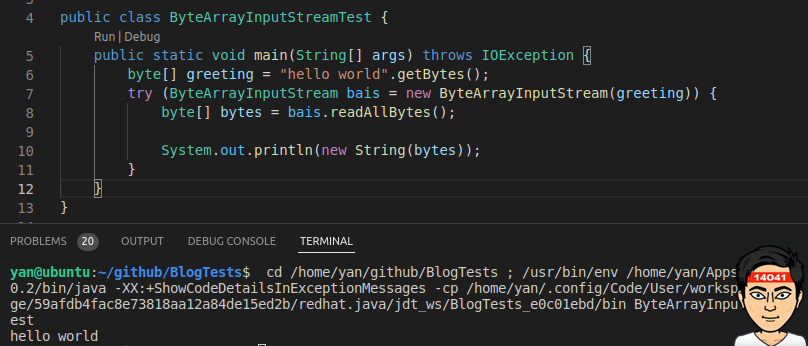 4 public class ByteArrayInputStreamTest {
Run | Debug
5 public static void main(String[] args) throws IOException {
6 byte[] greeting = "hello world".getBytes();
7 try (ByteArrayInputStream bais = new ByteArrayInputStream(greeting)) {
8 byte[] bytes = bais.readAllBytes();
9
10 System.out.println(new String(bytes));
11 }
12 }
13 }
PROBLEMS 20 OUTPUT DEBUG CONSOLE TERMINAL
yan@ubuntu:~/github/BlogTests$ cd /home/yan/github/BlogTests ; /usr/bin/env /home/yan/Apps
0.2/bin/java -XX:+ShowCodeDetailsInExceptionMessages -cp /home/yan/.config/Code/User/worksp
ge/59afdb4fac8e73818aa12a84de15ed2b/redhat.java/jdt_ws/BlogTests_e0c01ebd/bin ByteArrayInpu
est
hello world
14041